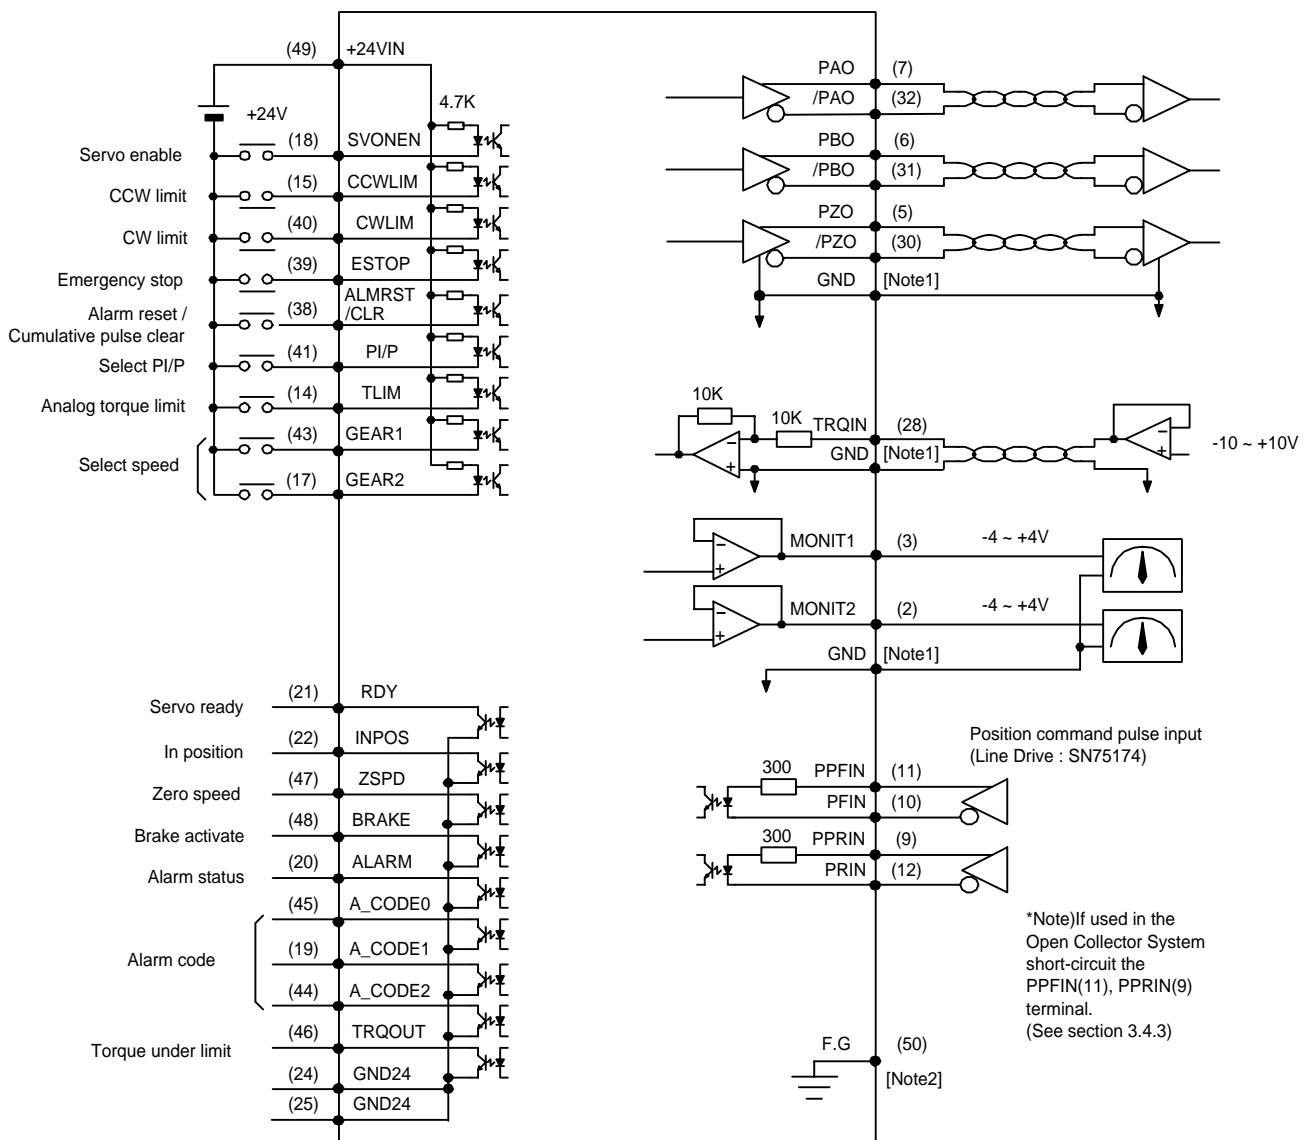 (49) +24VIN
+24V
4.7K
Servo enable (18) SVONEN
CCW limit (15) CCWLIM
CW limit (40) CWLIM
Emergency stop (39) ESTOP
Alarm reset /
Cumulative pulse clear
(38) ALMRST
/CLR
Select PI/P (41) PI/P
Analog torque limit (14) TLIM
Select speed
(43) GEAR1
(17) GEAR2
Servo ready (21) RDY
In position (22) INPOS
Zero speed (47) ZSPD
Brake activate (48) BRAKE
Alarm status (20) ALARM
Alarm code
(45) A_CODE0
(19) A_CODE1
(44) A_CODE2
Torque under limit (46) TRQOUT
(24) GND24
(25) GND24
PAO (7)
/PAO (32)
PBO (6)
/PBO (31)
PZO (5)
/PZO (30)
GND [Note1]
10K
10K TRQIN (28)
GND [Note1]
-10 ~ +10V
- +
- +
MONIT1 (3) -4 ~ +4V
- +
MONIT2 (2) -4 ~ +4V
- +
GND [Note1]
Position command pulse input
(Line Drive : SN75174)
300 PPFIN (11)
PFIN (10)
300 PPRIN (9)
PRIN (12)
*Note)If used in the
Open Collector System
short-circuit the
PPFIN(11), PPRIN(9)
terminal.
(See section 3.4.3)
F.G (50)
[Note2]